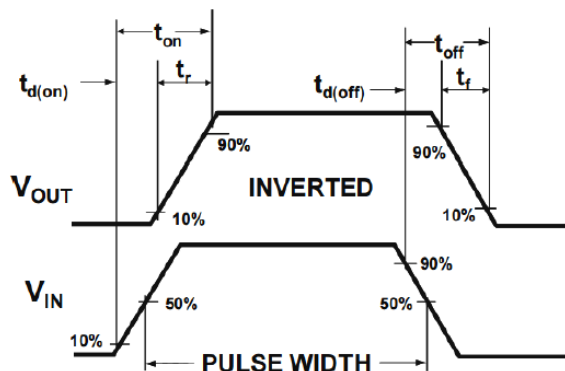 ton toff
td(on) tr td(off) tf
90% 90%
VOUT INVERTED
10% 10%
90%
VIN 50% 50%
10%
PULSE WIDTH